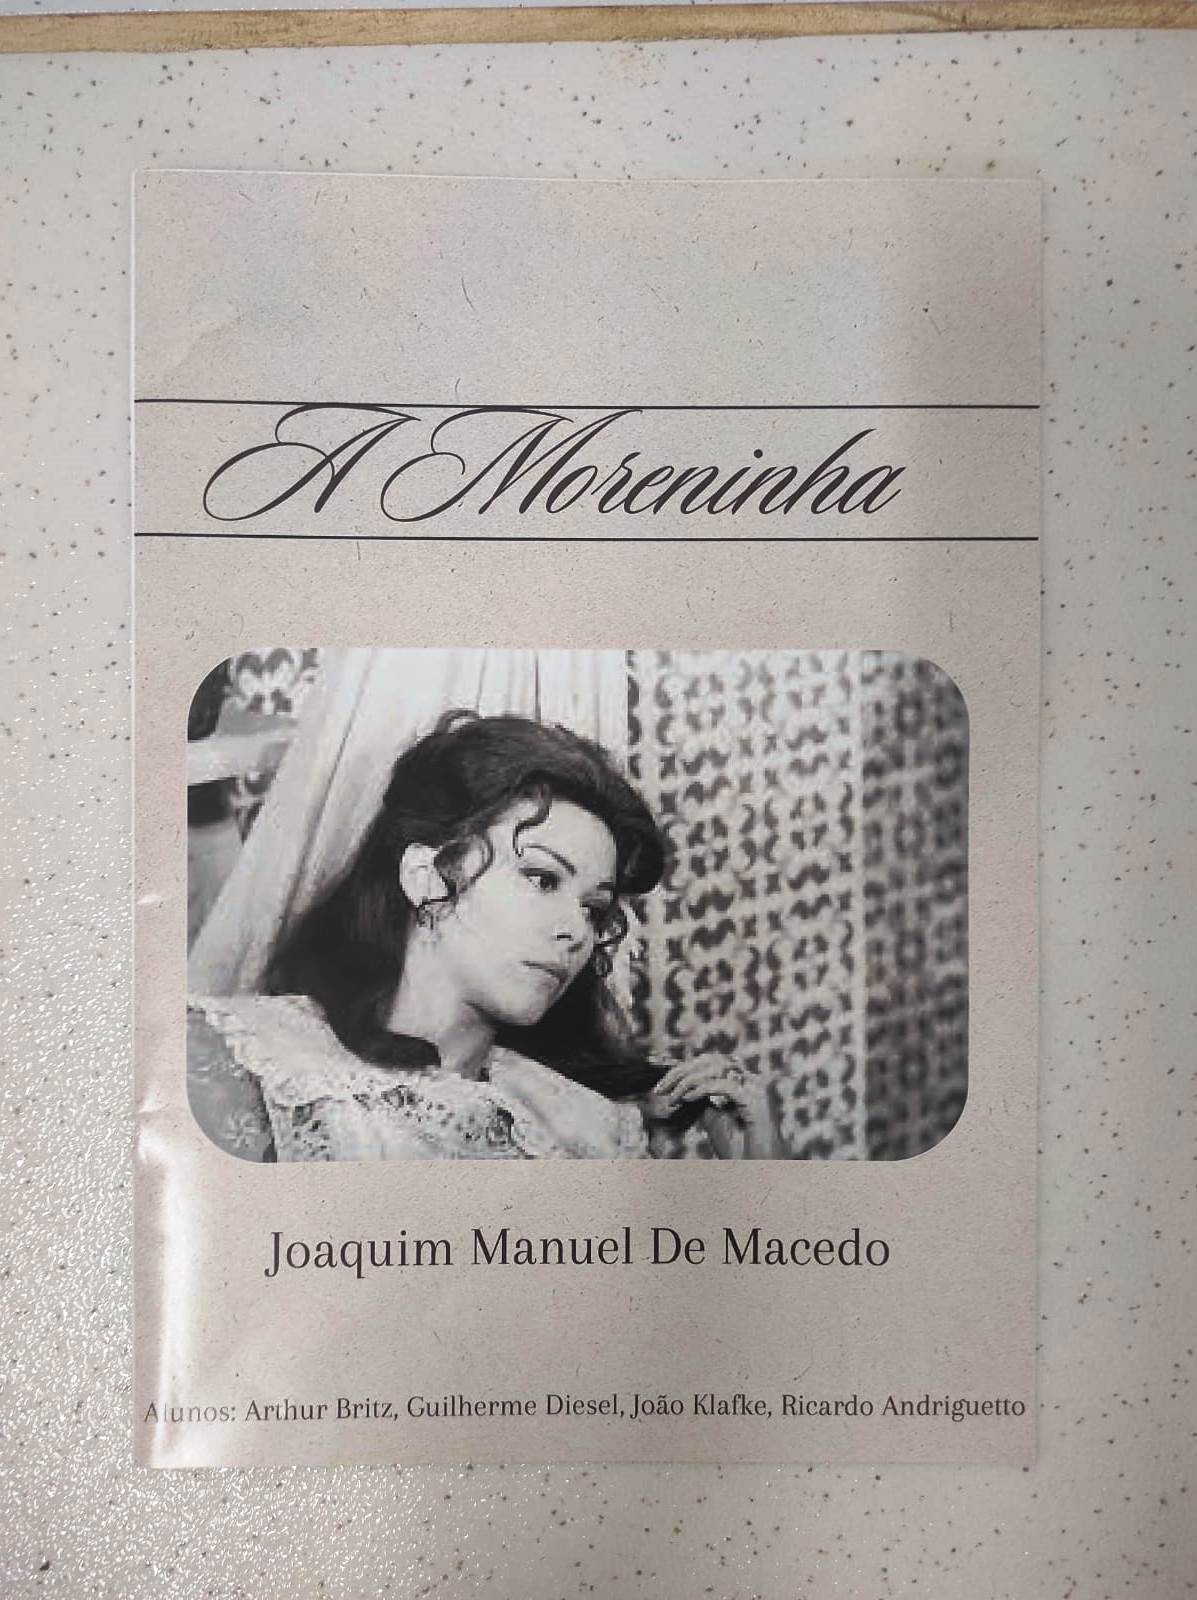 A Moreninha
Joaquim Manuel De Macedo
Alunos: Arthur Britz, Guilherme Diesel, João Klafke, Ricardo Andriguetto